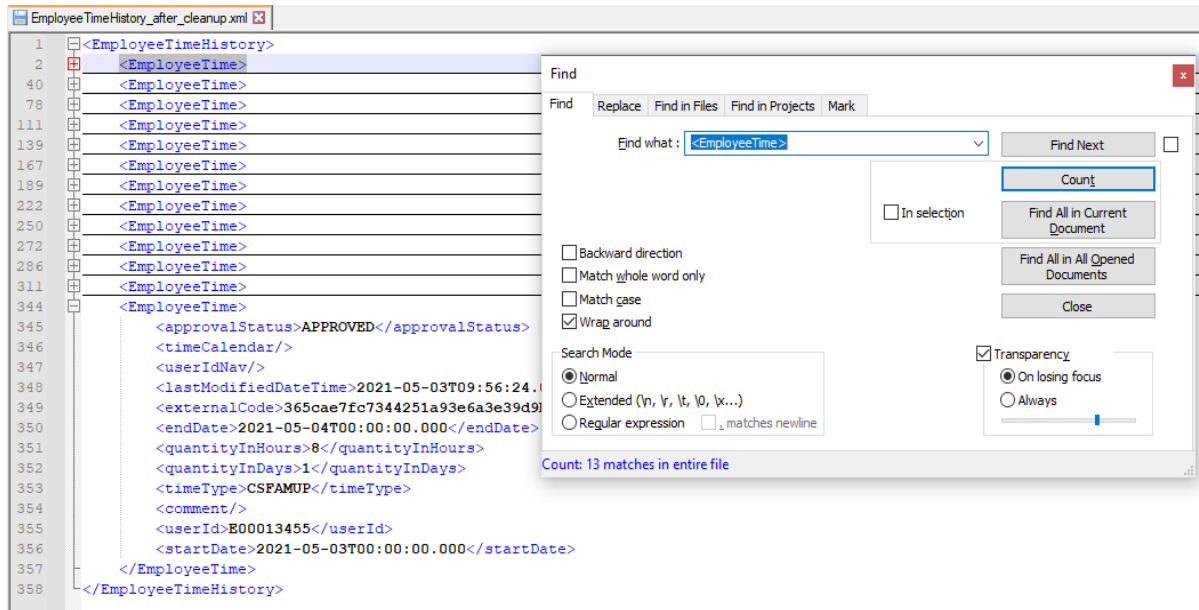 EmployeeTimeHistory_after_cleanup.xml
1 <EmployeeTimeHistory>
2 <EmployeeTime>
40 <EmployeeTime>
78 <EmployeeTime>
111 <EmployeeTime>
139 <EmployeeTime>
167 <EmployeeTime>
189 <EmployeeTime>
222 <EmployeeTime>
250 <EmployeeTime>
272 <EmployeeTime>
286 <EmployeeTime>
311 <EmployeeTime>
344 <EmployeeTime>
345 <approvalStatus>APPROVED</approvalStatus>
346 <timeCalendar/>
347 <userIdNav/>
348 <lastModifiedDateTime>2021-05-03T09:56:24.
349 <externalCode>365cae7fc7344251a93e6a3e39d9
350 <endDate>2021-05-04T00:00:00.000</endDate>
351 <quantityInHours>8</quantityInHours>
352 <quantityInDays>1</quantityInDays>
353 <timeType>CSFAMUP</timeType>
354 <comment/>
355 <userId>E00013455</userId>
356 <startDate>2021-05-03T00:00:00.000</startDate>
357 </EmployeeTime>
358 </EmployeeTimeHistory>
Find
Find Replace Find in Files Find in Projects Mark
Find what : <EmployeeTime>
Find Next
Count
In selection
Find All in Current
Document
Find All in All Opened
Documents
Close
Backward direction
Match whole word only
Match case
Wrap around
Search Mode
Normal
Extended (\n, \r, \t, \0, \x...)
Regular expression . matches newline
Transparency
On losing focus
Always
Count: 13 matches in entire file